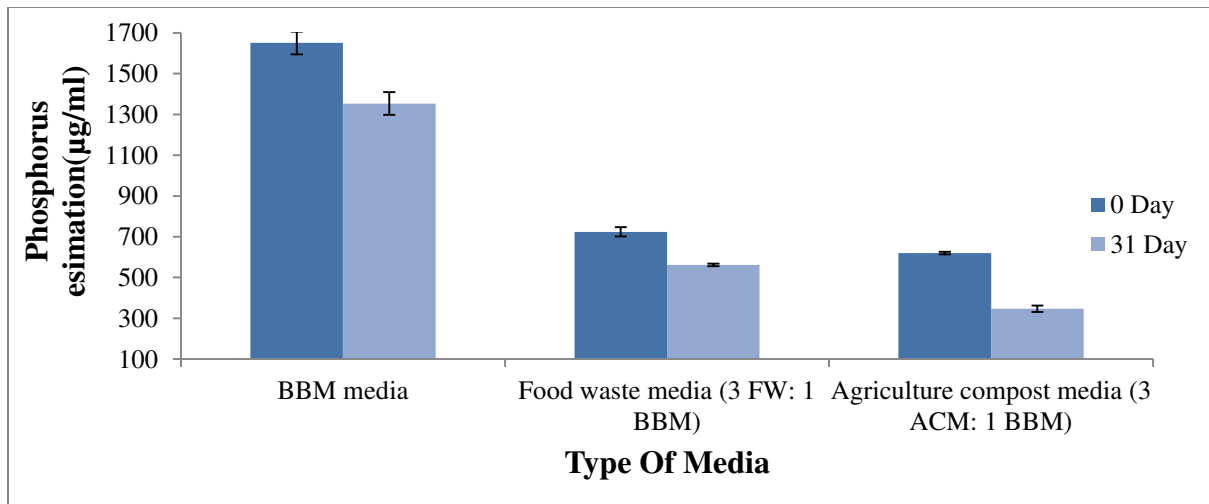 Phosphorus
esimation(µg/ml)
1700
1500
1300
1100
900
700
500
300
100
0 Day
31 Day
BBM media
Food waste media (3 FW: 1
BBM)
Agriculture compost media (3
ACM: 1 BBM)
Type Of Media